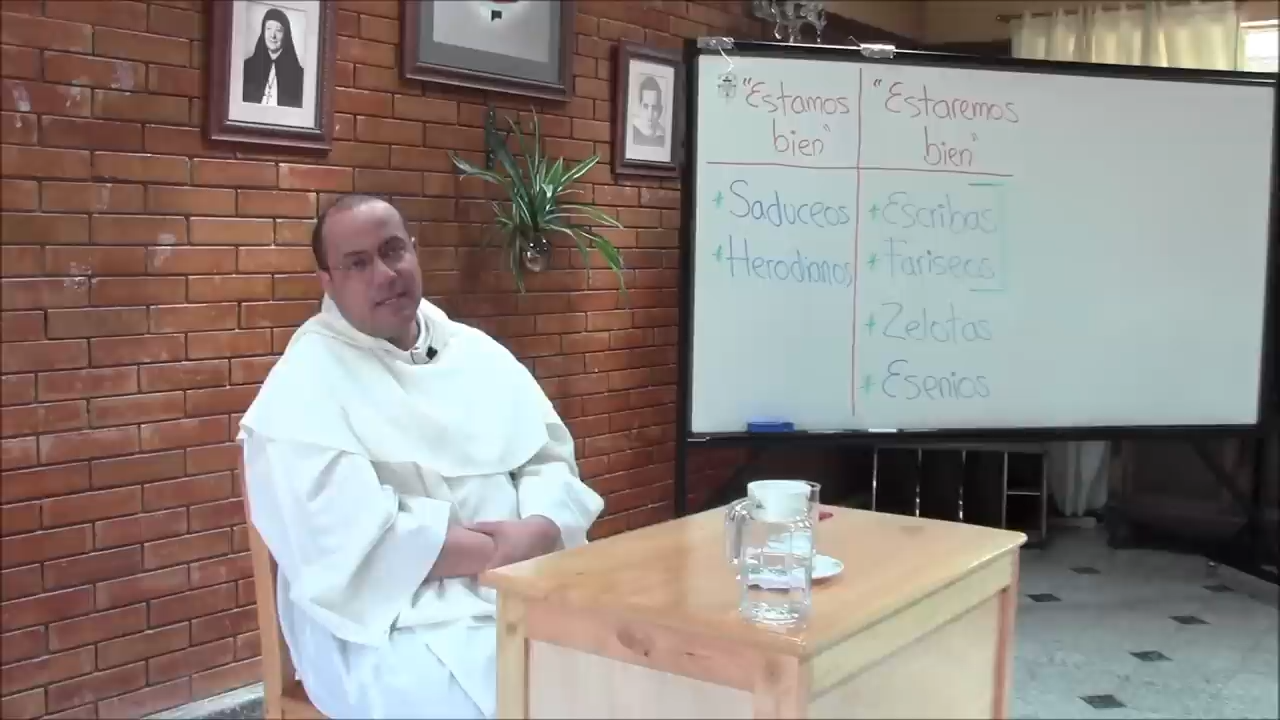 "Estamos
bien"
"Estaremos
bien"
+ Saduceos
+ Herodianos
+ Escribas
+ Fariseos
+ Zelotas
+ Esenios